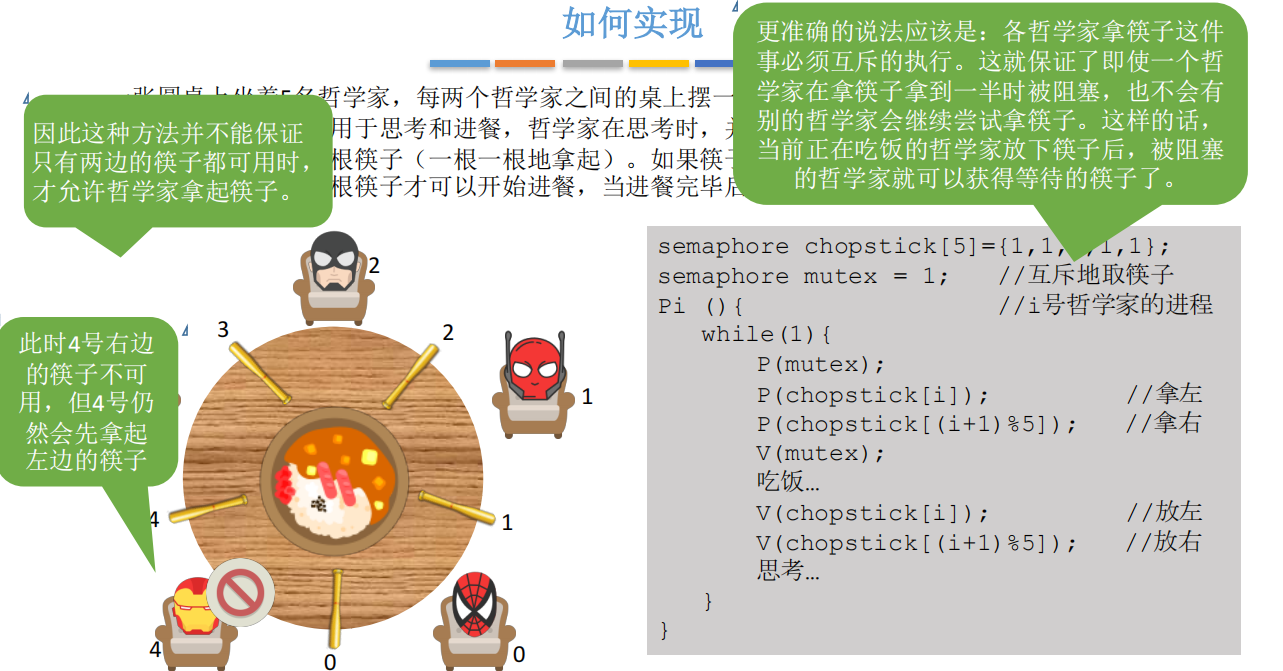 如何实现
张圆桌上坐着5名哲学家，每两个哲学家之间的桌上摆一
用于思考和进餐，哲学家在思考时，
根筷子（一根一根地拿起）。如果筷
根筷子才可以开始进餐，当进餐完毕
更准确的说法应该是：各哲学家拿筷子这件
事必须互斥的执行。这就保证了即使一个哲
学家在拿筷子拿到一半时被阻塞，也不会有
别的哲学家会继续尝试拿筷子。这样的话，
当前正在吃饭的哲学家放下筷子后，被阻塞
的哲学家就可以获得等待的筷子了。
因此这种方法并不能保证
只有两边的筷子都可用时，
才允许哲学家拿起筷子。
此时4号右边
的筷子不可
用，但4号仍
然会先拿起
左边的筷子
2
3
2
1
4
1
4
0
0
semaphore chopstick[5]={1,1, ,1,1};
semaphore mutex = 1; //互斥地取筷子
Pi (){ //i号哲学家的进程
while(1){
P(mutex);
P(chopstick[i]); //拿左
P(chopstick[(i+1)%5]); //拿右
V(mutex);
吃饭…
V(chopstick[i]); //放左
V(chopstick[(i+1)%5]); //放右
思考…
}
}